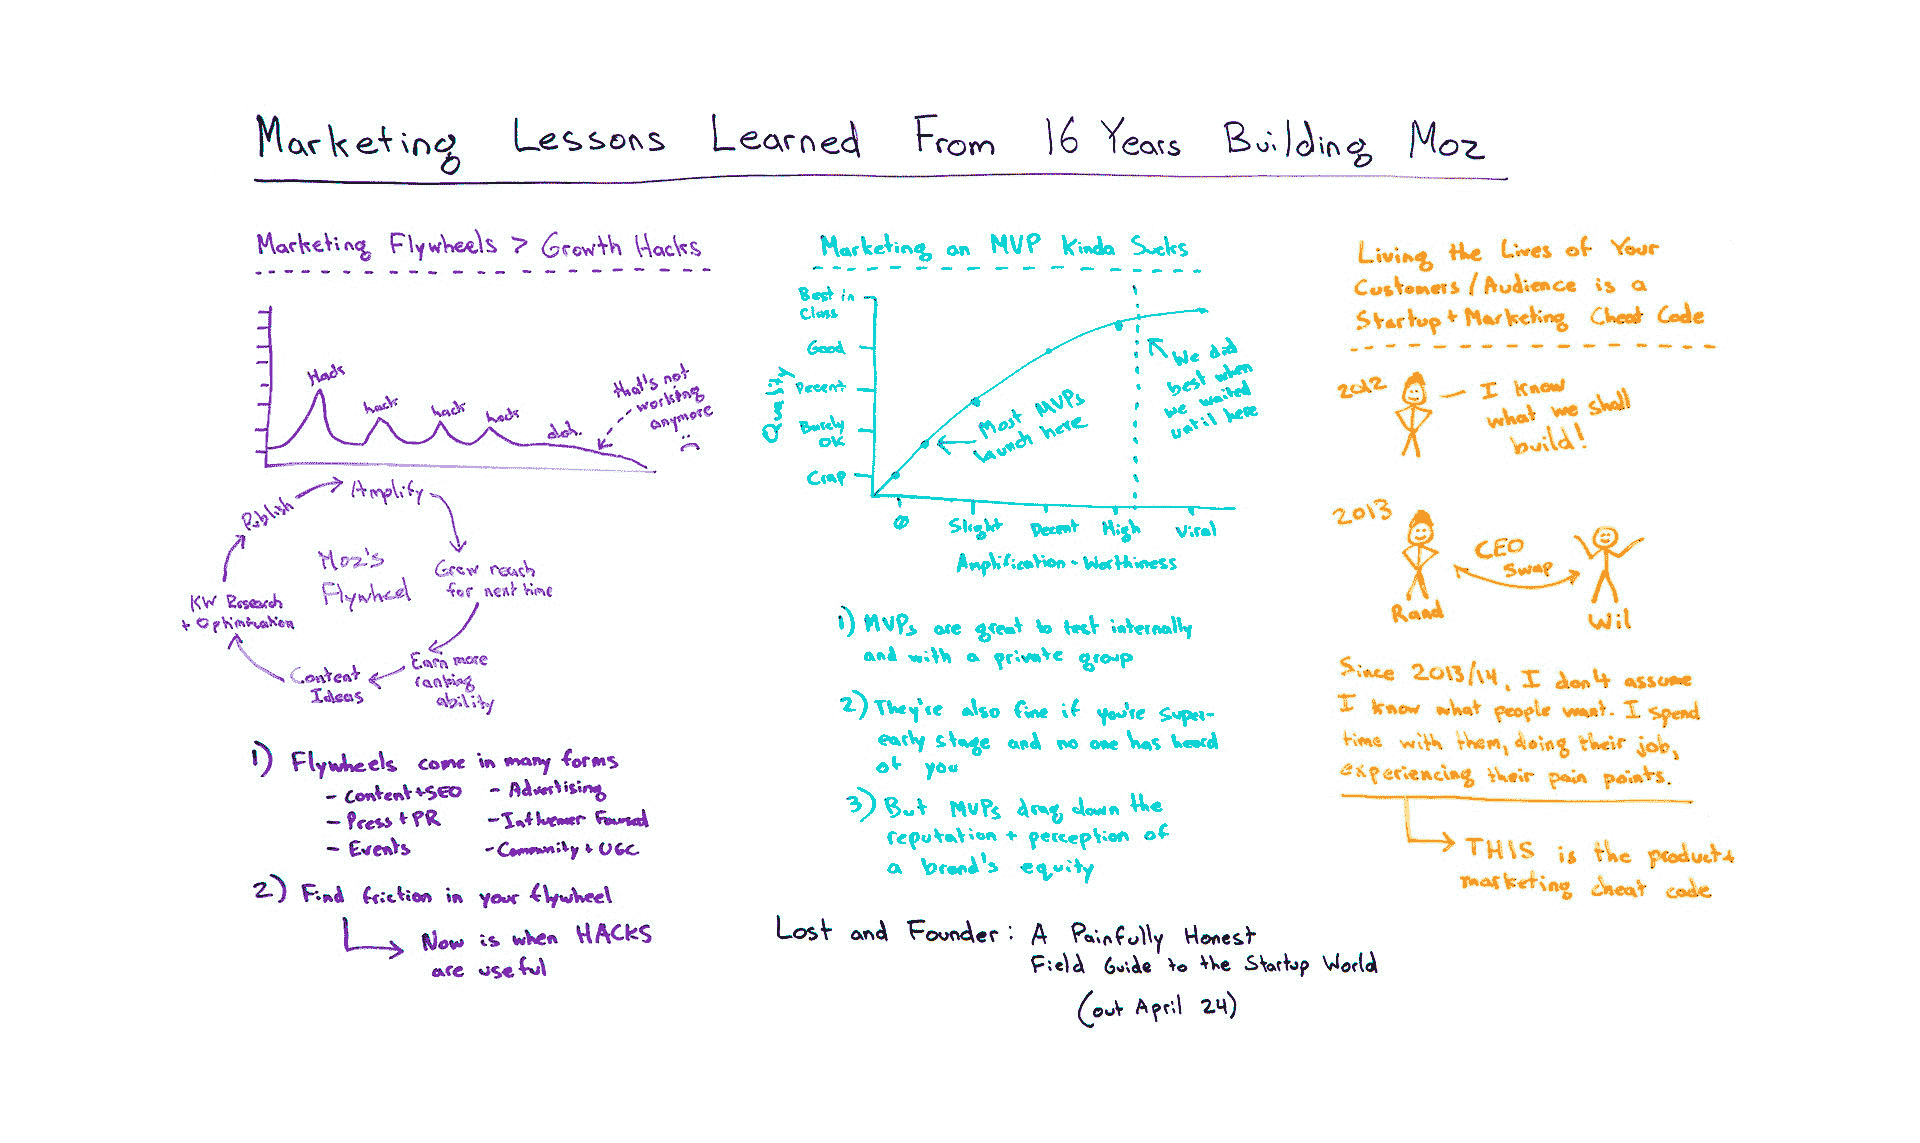 Marketing Lessons Learned From 16 Years Building Moz
Marketing Flywheels > Growth Hacks
Hack
hack
hack
hack
doh.
that's not
working
anymore
:(
Amplify
Grow reach
for next time
Earn more
ranking
ability
Content
Ideas
KW Research
+ Optimization
Publish
Moz's
Flywheel
1) Flywheels come in many forms
- Content+SEO - Advertising
- Press+PR - Influencer Focused
- Events - Community + UGC
2) Find friction in your flywheel
Now is when HACKS
are useful
Marketing an MVP Kinda Sucks
Quality
Best in
Class
Good
Decent
Barely
OK
Crap
Most MVPs
launch here
We did
best when
we waited
until here
0 Slight Decent High Viral
Amplification-Worthiness
1) MVPs are great to test internally
and with a private group
2) They're also fine if you're super-
early stage and no one has heard
of you
3) But MVPs drag down the
reputation + perception of
a brand's equity
Lost and Founder: A Painfully Honest
Field Guide to the Startup World
(out April 24)
Living the Lives of Your
Customers/Audience is a
Startup+Marketing Cheat Code
2012
I know
what we shall
build!
2013
CEO
Swap
Rand
Wil
Since 2013/14, I don't assume
I know what people want. I spend
time with them, doing their job,
experiencing their pain points.
THIS is the product+
marketing cheat code